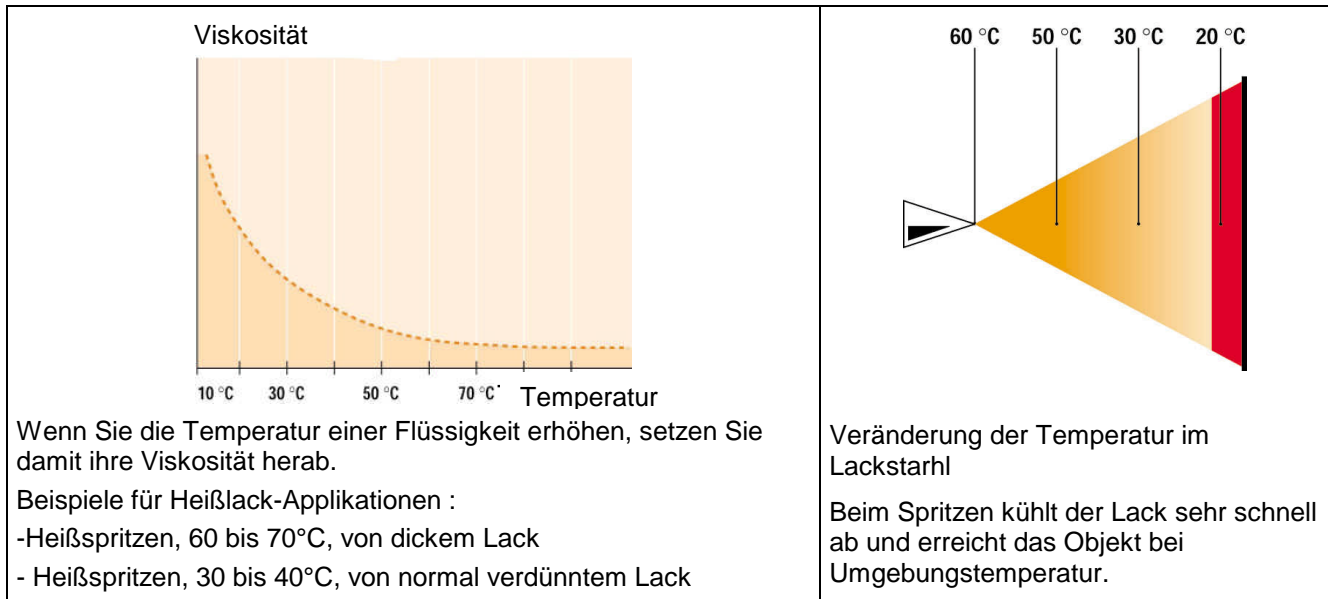 Viskosität
10 °C 30 °C 50 °C 70 °C Temperatur
Wenn Sie die Temperatur einer Flüssigkeit erhöhen, setzen Sie
damit ihre Viskosität herab.
Beispiele für Heißlack-Applikationen :
-Heißspritzen, 60 bis 70°C, von dickem Lack
- Heißspritzen, 30 bis 40°C, von normal verdünntem Lack
60 °C 50 °C 30 °C 20 °C
Veränderung der Temperatur im
Lackstarhl
Beim Spritzen kühlt der Lack sehr schnell
ab und erreicht das Objekt bei
Umgebungstemperatur.